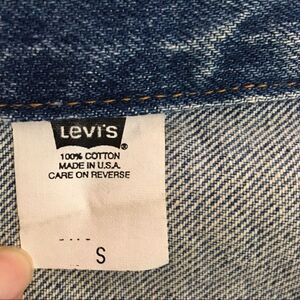 LEVI'S
®
100% COTTON
MADE IN U.S.A.
CARE ON REVERSE
S